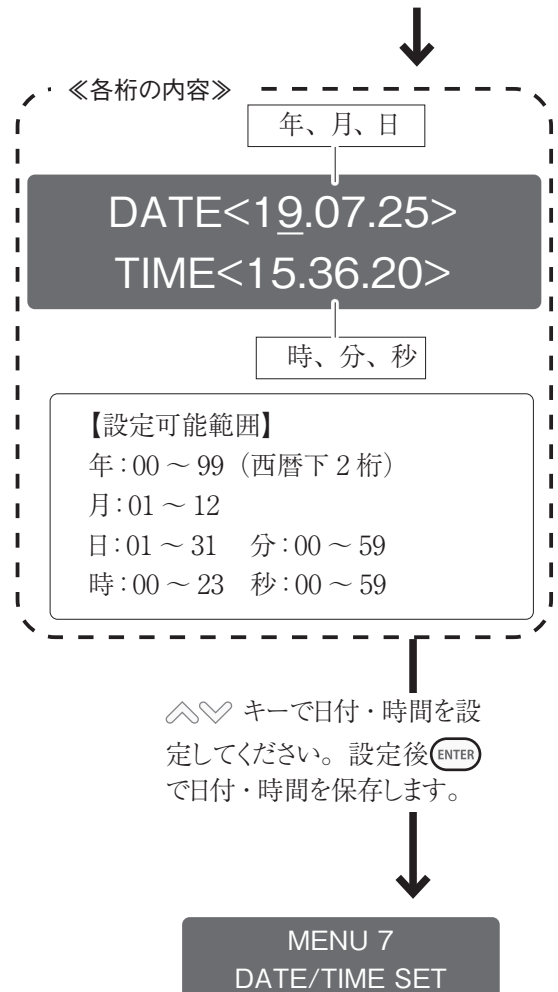 ≪各桁の内容≫
年、月、日
DATE<19.07.25>
TIME<15.36.20>
時、分、秒
【設定可能範囲】
年:00～99（西暦下2桁）
月:01～12
日:01～31　分:00～59
時:00～23　秒:00～59
キーで日付・時間を設
定してください。設定後ENTER
で日付・時間を保存します。
MENU 7
DATE/TIME SET